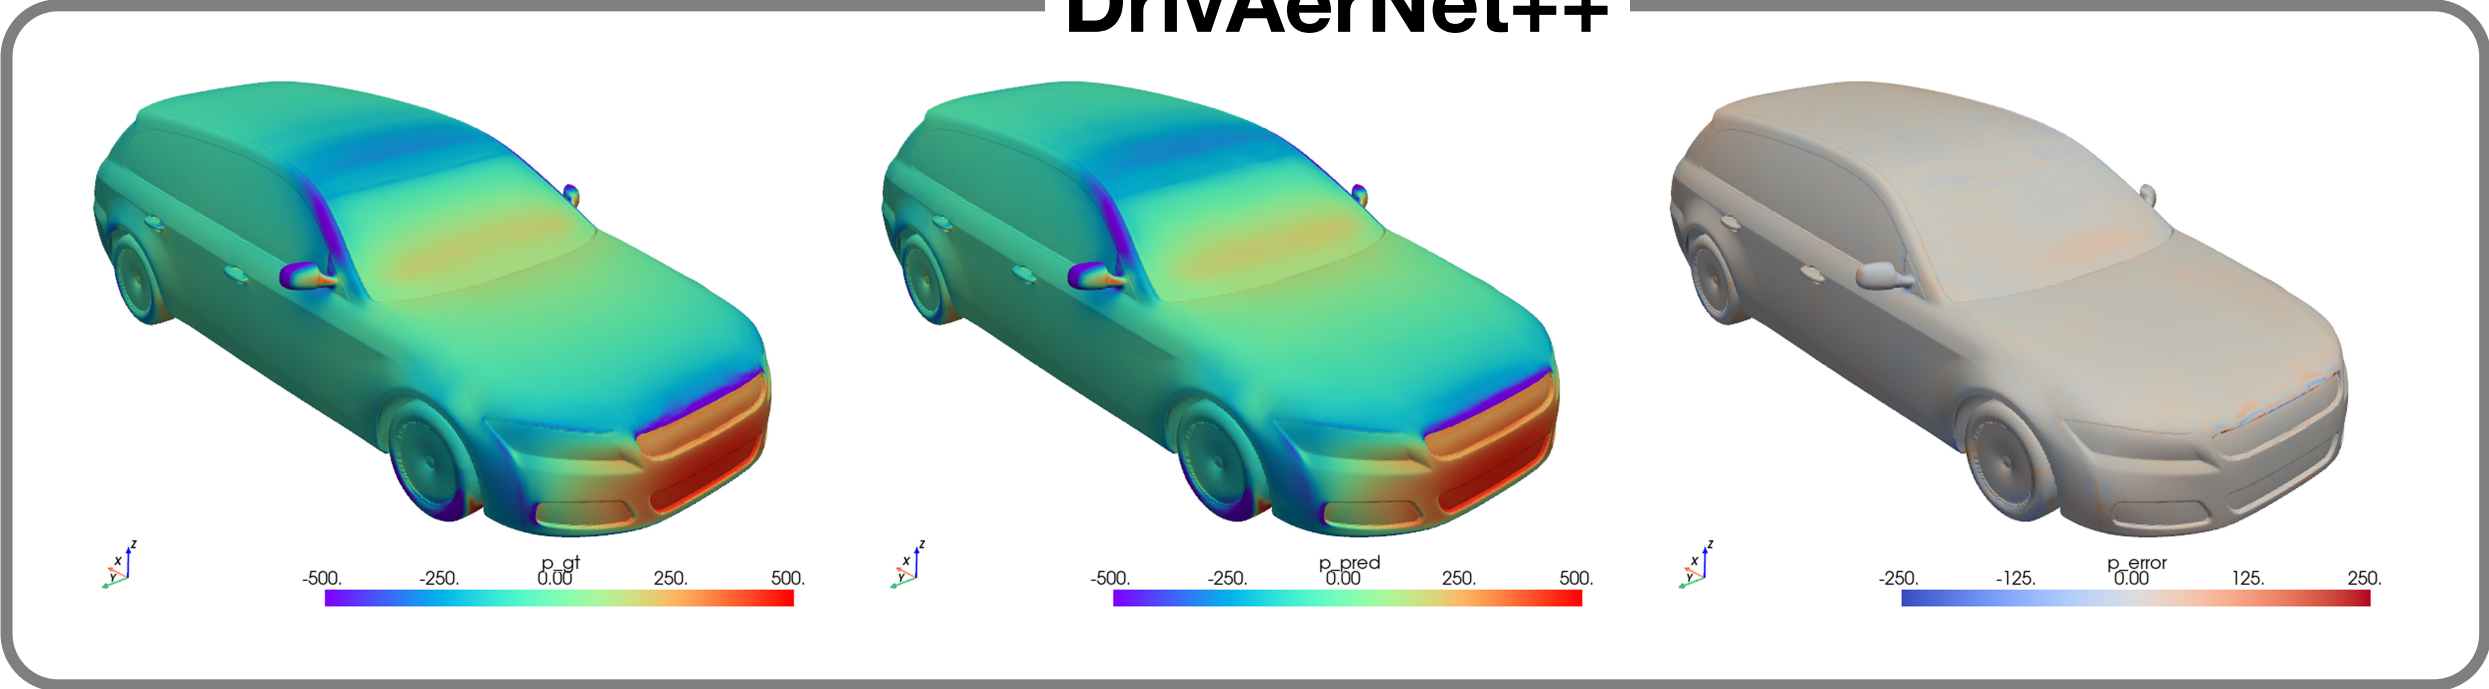 DrivAerNet++
p_gt
-500. -250. 0.00 250. 500.
p_pred
-500. -250. 0.00 250. 500.
p_error
-250. -125. 0.00 125. 250.
Z
X
Y
Z
X
Y
Z
X
Y